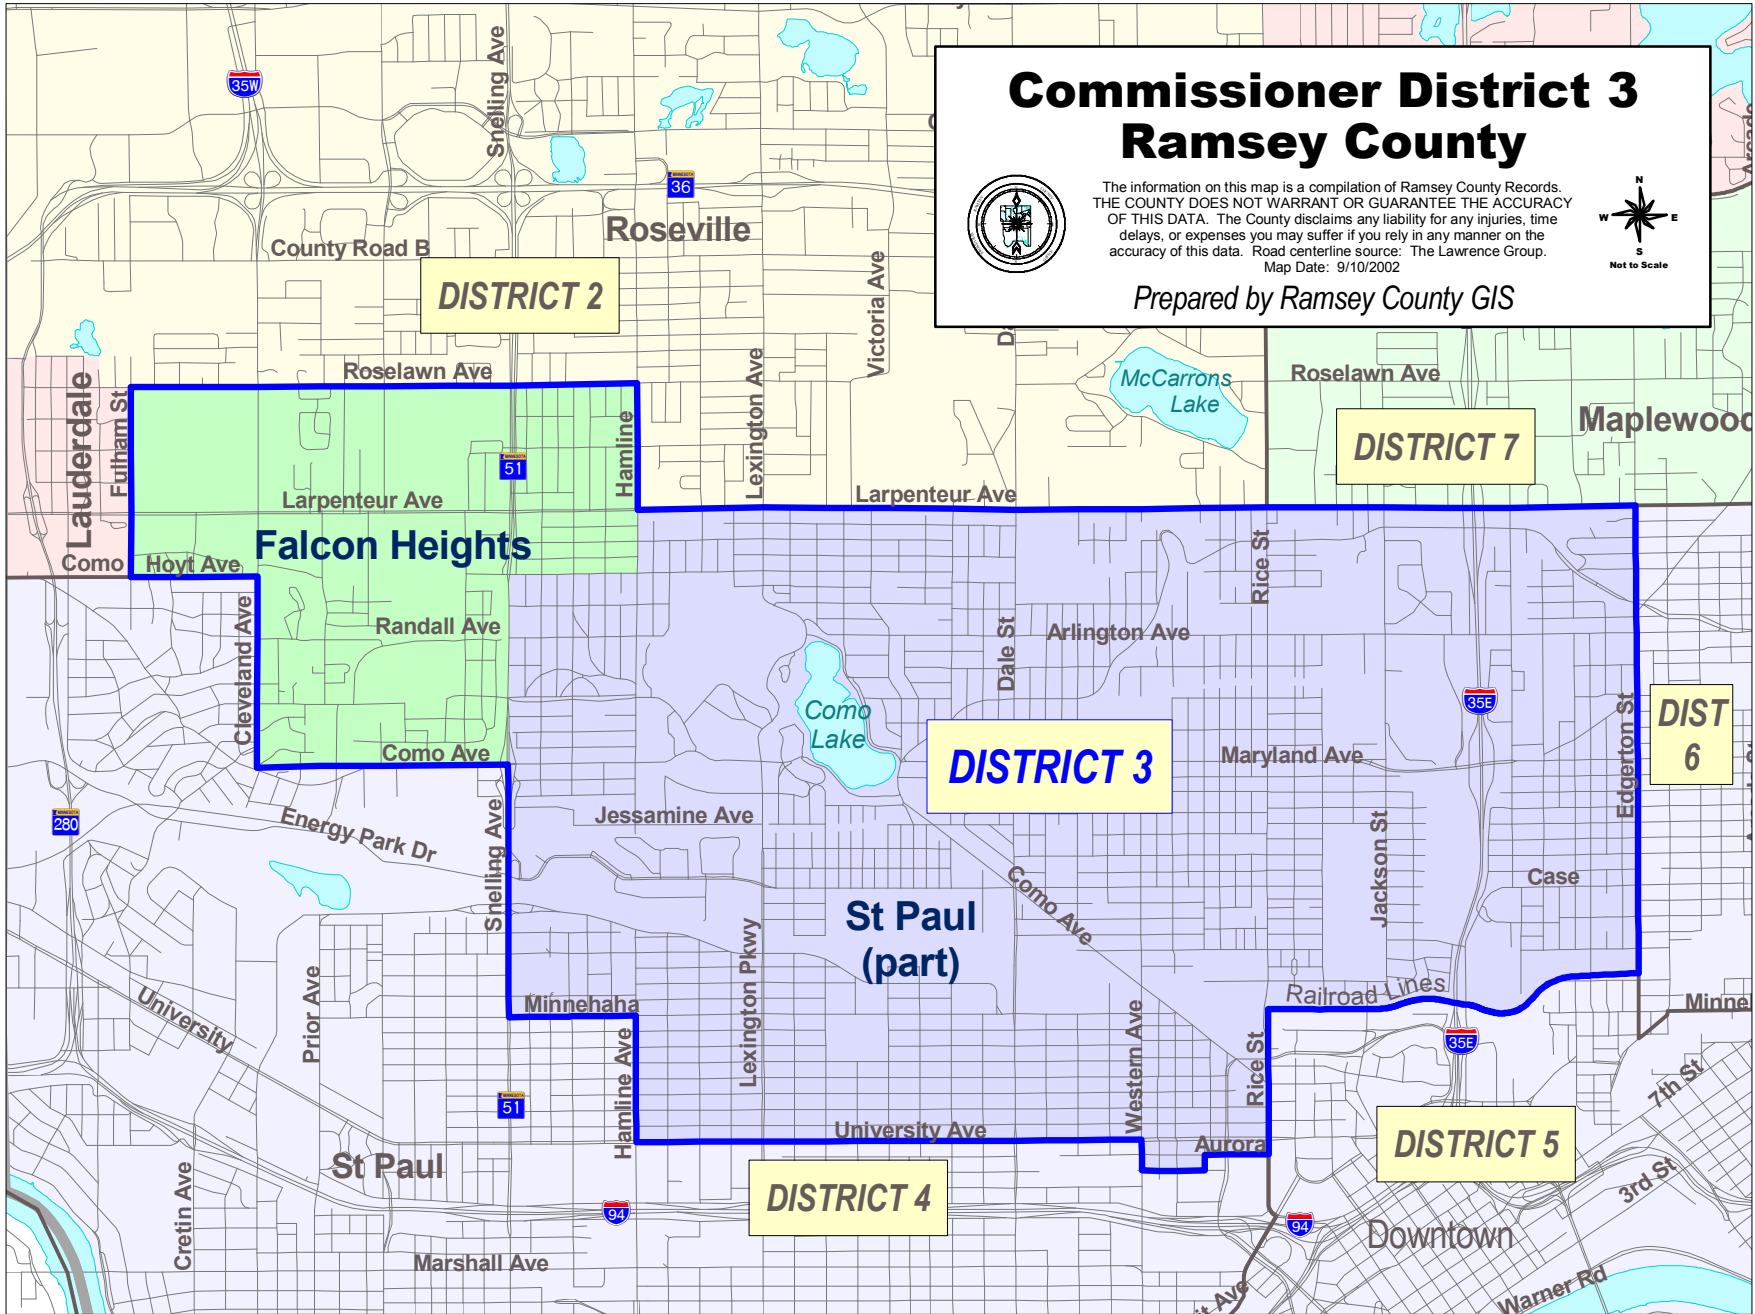 Commissioner District 3
Ramsey County
The information on this map is a compilation of Ramsey County Records.
THE COUNTY DOES NOT WARRANT OR GUARANTEE THE ACCURACY
OF THIS DATA. The County disclaims any liability for any injuries, time
delays, or expenses you may suffer if you rely in any manner on the
accuracy of this data. Road centerline source: The Lawrence Group.
Map Date: 9/10/2002
Prepared by Ramsey County GIS
N
W E
S
Not to Scale
35W
Snelling Ave
MINNESOTA
36
Roseville
County Road B
DISTRICT 2
Victoria Ave
Roselawn Ave
Lexington Ave
McCarrons
Lake
Roselawn Ave
Maplewood
DISTRICT 7
Lauderdale
Fulham St
MINNESOTA
51
Hamline
Larpenteur Ave
Larpenteur Ave
Falcon Heights
Como
Hoyt Ave
Rice St
Randall Ave
Cleveland Ave
Dale St
Arlington Ave
Como
Lake
35E
Edgerton St
DIST
6
Como Ave
DISTRICT 3
Maryland Ave
MINNESOTA
280
Energy Park Dr
Snelling Ave
Jessamine Ave
Jackson St
Case
Como Ave
St Paul
(part)
Lexington Pkwy
Prior Ave
University
Minnehaha
Railroad Lines
Minne
Hamline Ave
Western Ave
Rice St
35E
7th St
MINNESOTA
51
University Ave
Aurora
DISTRICT 5
St Paul
Cretin Ave
DISTRICT 4
3rd St
94
94
Downtown
Marshall Ave
Warner Rd
it Ave